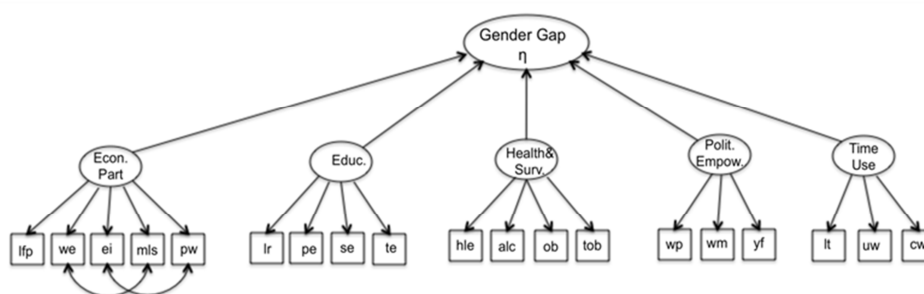 Gender Gap
η
Econ.
Part
Educ.
Health&
Surv.
Polit.
Empow.
Time
Use
lfp
we
ei
mls
pw
lr
pe
se
te
hle
alc
ob
tob
wp
wm
yf
lt
uw
cw